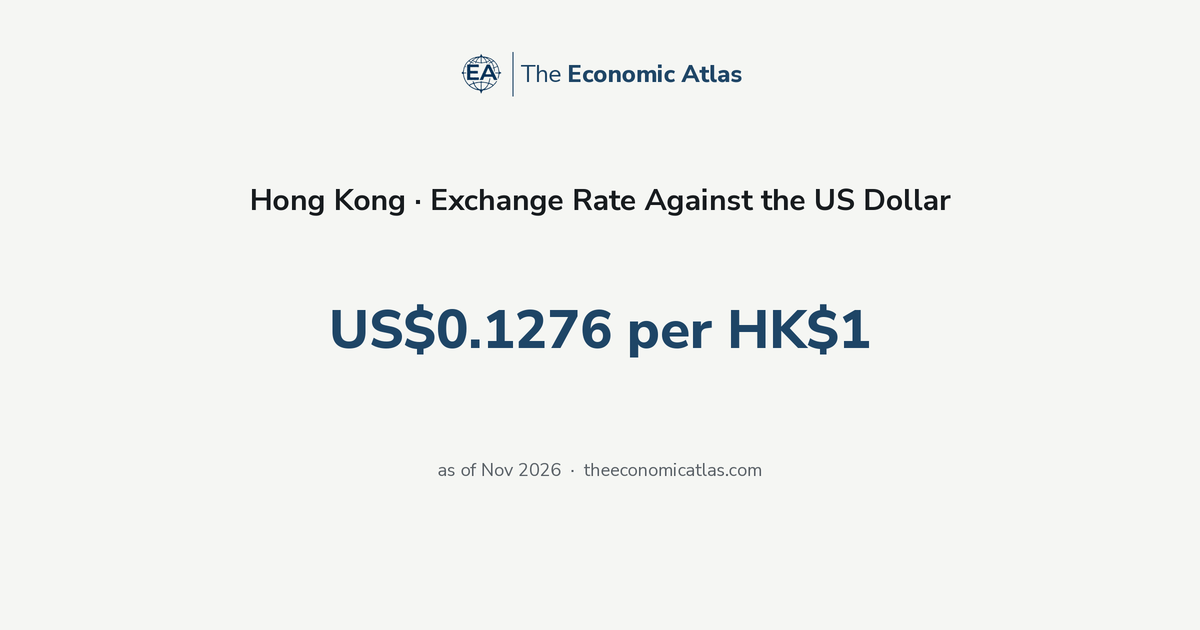 EA The Economic Atlas
Hong Kong · Exchange Rate Against the US Dollar
US$0.1276 per HK$1
as of Nov 2026 · theeconomicatlas.com